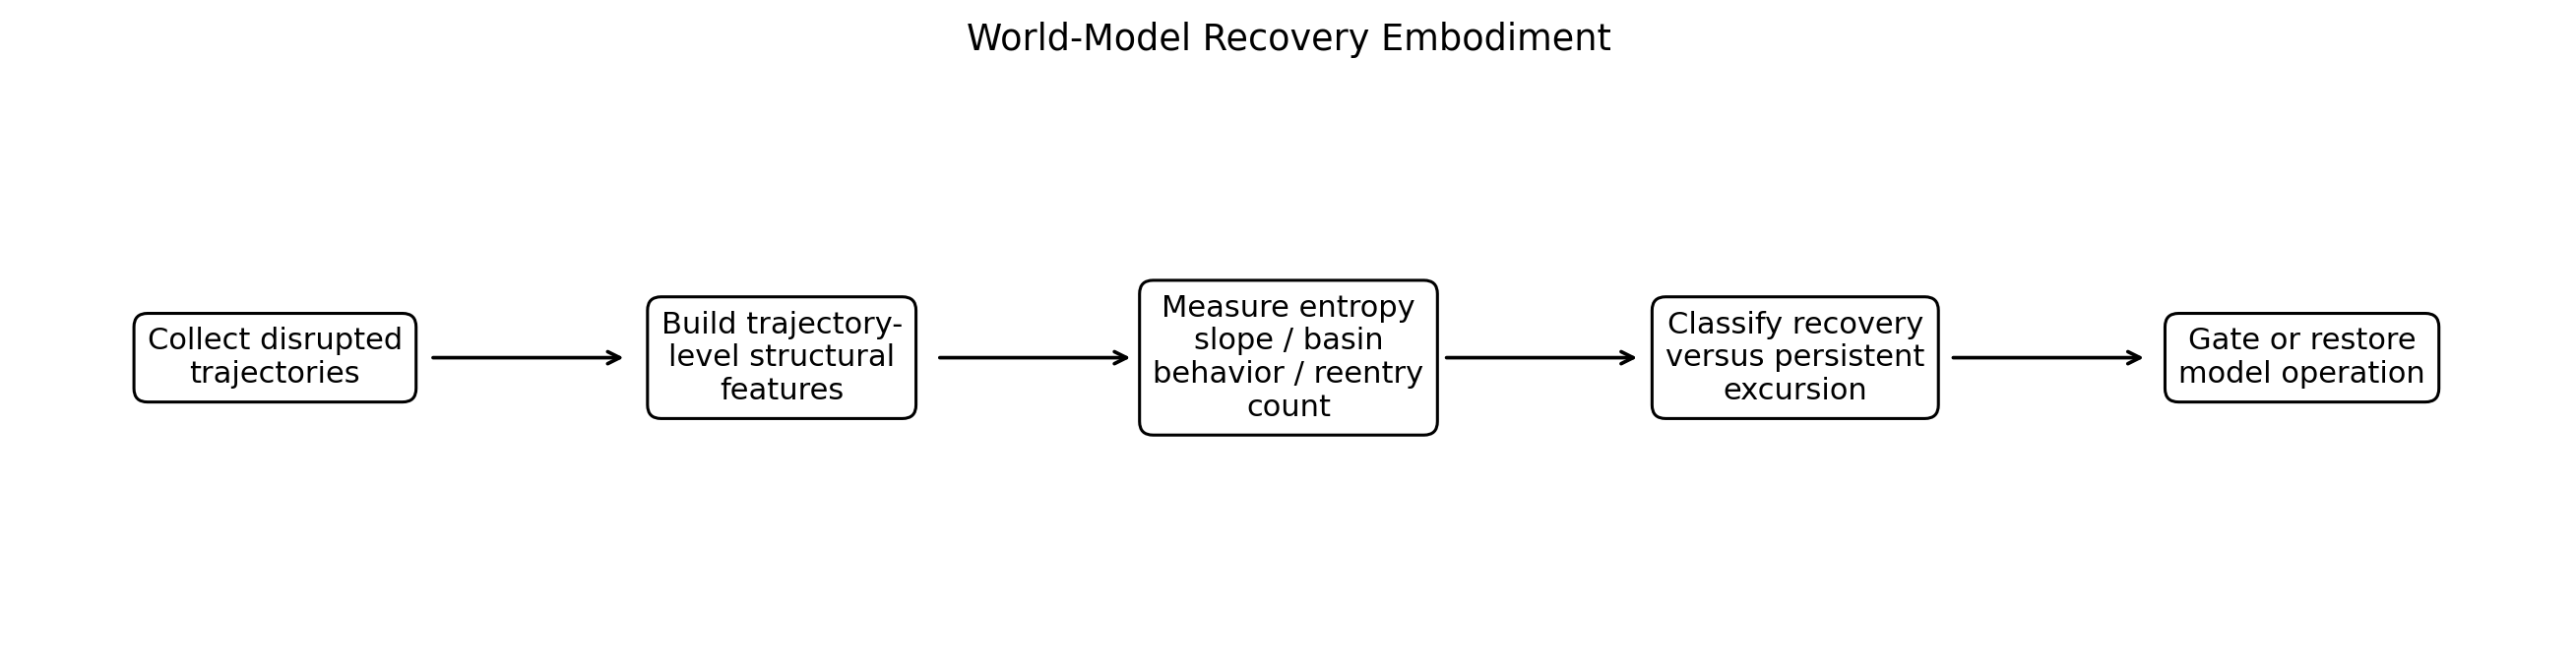 World-Model Recovery Embodiment
Collect disrupted
trajectories
Build trajectory-
level structural
features
Measure entropy
slope / basin
behavior / reentry
count
Classify recovery
versus persistent
excursion
Gate or restore
model operation